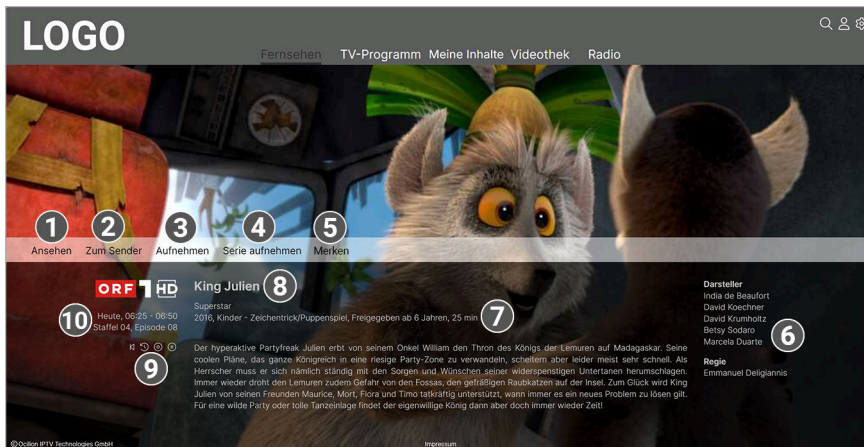 LOGO
Fernsehen TV-Programm Meine Inhalte Videothek Radio
1 2 3 4 5
Ansehen Zum Sender Aufnehmen Serie aufnehmen Merken
ORF 1 HD
10
Heute, 06:25 - 06:50
Staffel 04, Episode 08
9
King Julien 8
Superstar
2016, Kinder - Zeichentrick/Puppenspiel, Freigegeben ab 6 Jahren, 25 min 7
Der hyperaktive Partyfreak Julien erbt von seinem Onkel William den Thron des Königs der Lemuren auf Madagaskar. Seine
coolen Pläne, das ganze Königreich in eine riesige Party-Zone zu verwandeln, scheitern aber leider meist sehr schnell. Als
Herrscher muss er sich nämlich ständig mit den Sorgen und Wünschen seiner widerspenstigen Untertanen herumschlagen.
Immer wieder droht den Lemuren zudem Gefahr von den Fossas, den gefräßigen Raubkatzen auf der Insel. Zum Glück wird King
Julien von seinen Freunden Maurice, Mort, Flora und Timo tatkräftig unterstützt, wann immer es ein neues Problem zu lösen gilt.
Für eine wilde Party oder tolle Tanzeinlage findet der eigenwillige König dann aber doch immer wieder Zeit!
Darsteller
India de Beaufort
David Koechner
David Krumholtz
Betsy Sodaro
Marcela Duarte
6
Regie
Emmanuel Deligiannis
©Ocilion IPTV Technologies GmbH Impressum